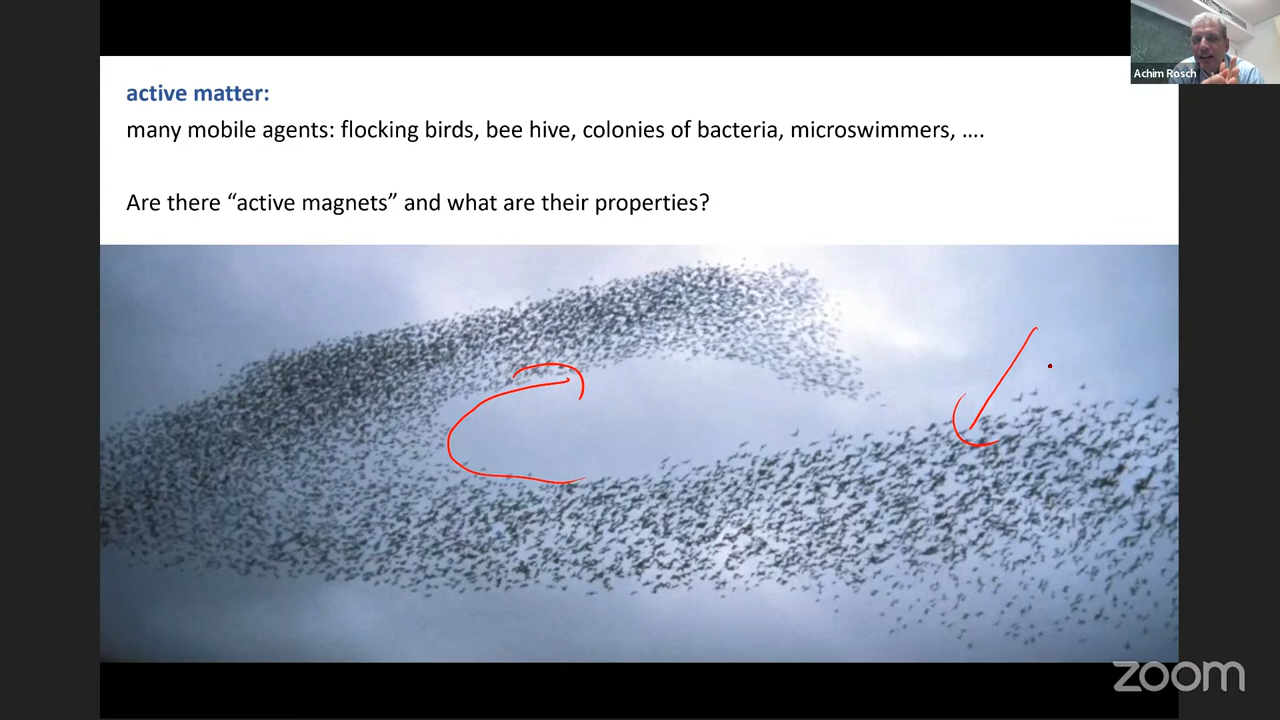 Achim Rosch
active matter:
many mobile agents: flocking birds, bee hive, colonies of bacteria, microswimmers, ....
Are there “active magnets” and what are their properties?
zoom